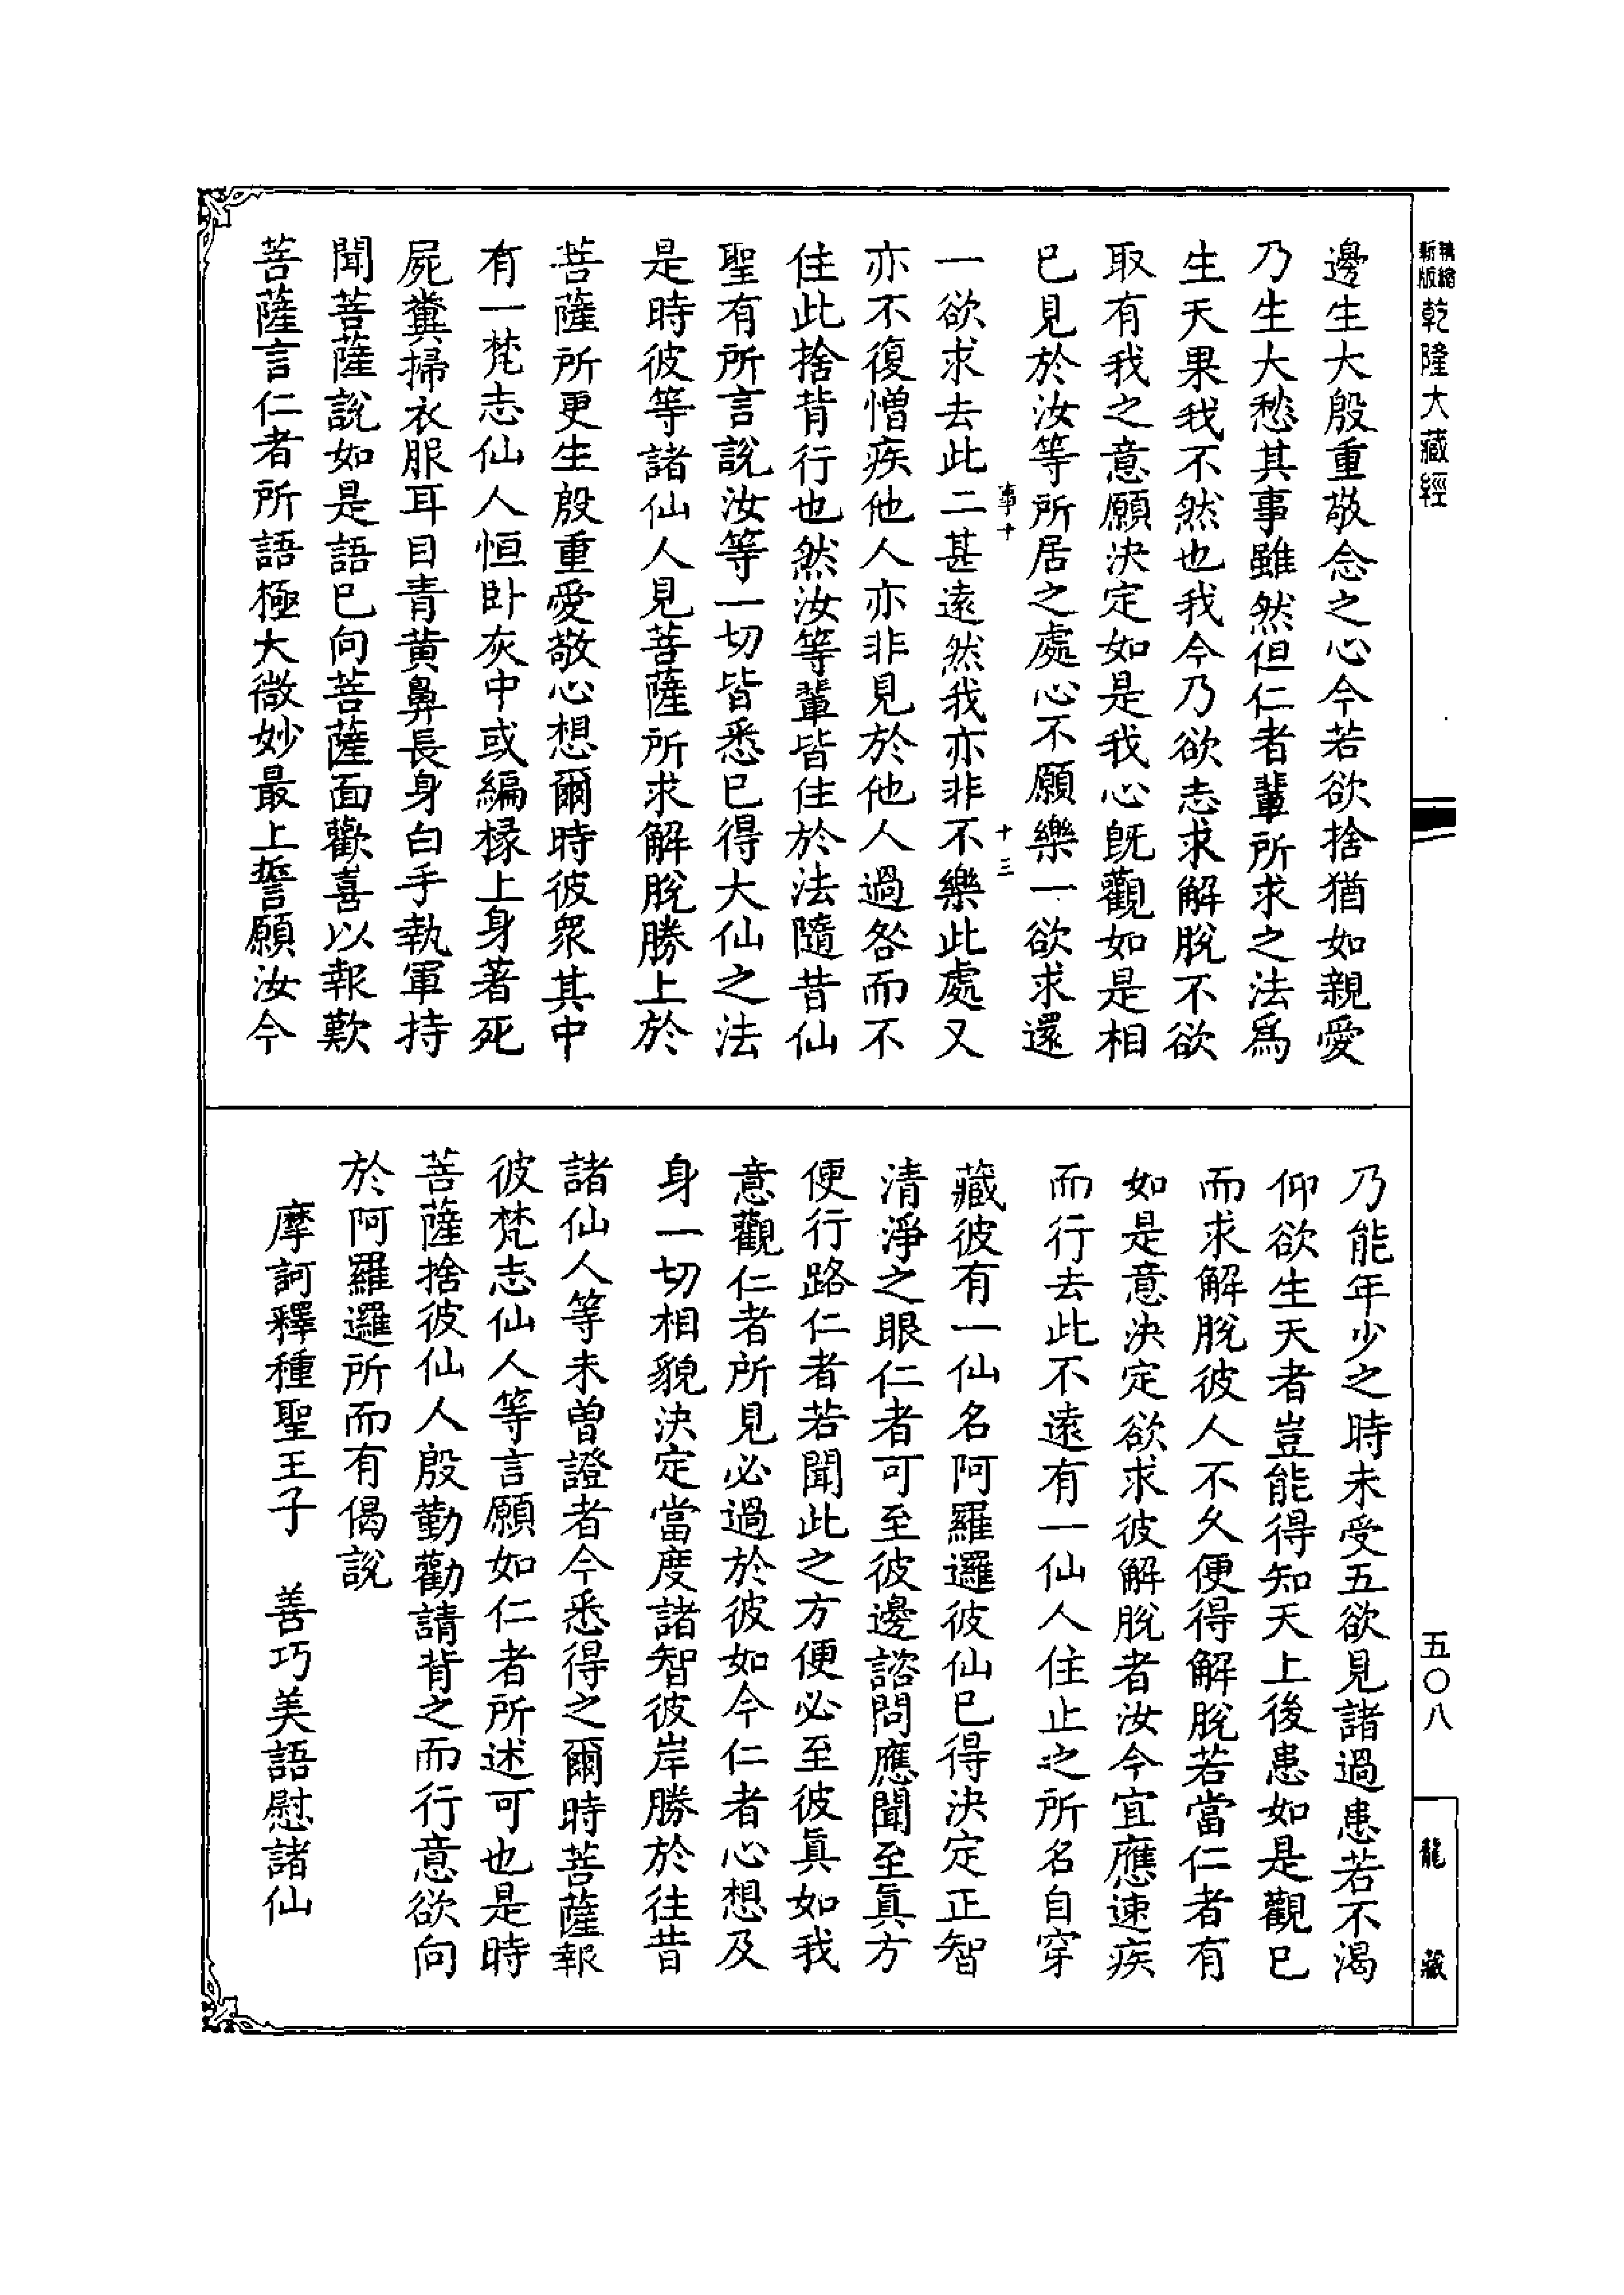 精縮新版乾隆大藏經
五〇八
龍藏
邊生大殷重敬念之心今若欲捨猶如親愛
乃生大愁其事雖然但仁者輩所求之法爲
生天果我不然也我今乃欲志求解脫不欲
取有我之意願決定如是我心旣觀如是相
已見於汝等所居之處心不願樂一欲求還
事十 十三
一欲求去此二甚遠然我亦非不樂此處又
亦不復憎疾他人亦非見於他人過咎而不
住此捨背行也然汝等輩皆住於法隨昔仙
聖有所言說汝等一切皆悉已得大仙之法
是時彼等諸仙人見菩薩所求解脫勝上於
菩薩所更生殷重愛敬心想爾時彼衆其中
有一梵志仙人恒卧灰中或編椽上身著死
屍糞掃衣服耳目青黃鼻長身白手執軍持
聞菩薩說如是語已向菩薩面歡喜以報歎
菩薩言仁者所語極大微妙最上誓願汝今
乃能年少之時未受五欲見諸過患若不渴
仰欲生天者豈能得知天上後患如是觀已
而求解脫彼人不久便得解脫若當仁者有
如是意決定欲求彼解脫者汝今宜應速疾
而行去此不遠有一仙人住止之所名自穿
藏彼有一仙名阿羅邏彼仙已得決定正智
清淨之眼仁者可至彼邊諮問應聞至眞方
便行路仁者若聞此之方便必至彼眞如我
意觀仁者所見必過於彼如今仁者心想及
身一切相貌決定當度諸智彼岸勝於往昔
諸仙人等未曽證者今悉得之爾時菩薩報
彼梵志仙人等言願如仁者所述可也是時
菩薩捨彼仙人殷勤勸請背之而行意欲向
於阿羅邏所而有偈說
摩訶釋種聖王子　善巧美語慰諸仙